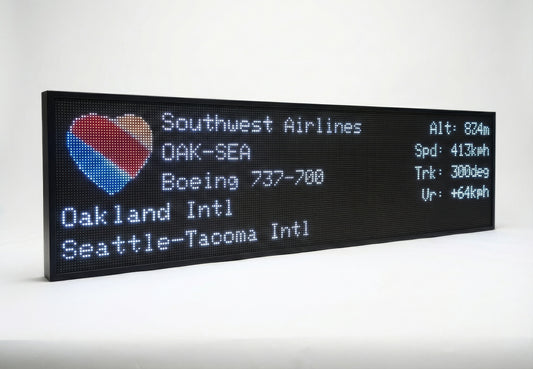 Southwest Airlines
OAK-SEA
Boeing 737-700
Oakland Intl
Seattle-Tacoma Intl
Alt: 834m
Spd: 413kmh
Trk: 300deg
Vr: +64kmh